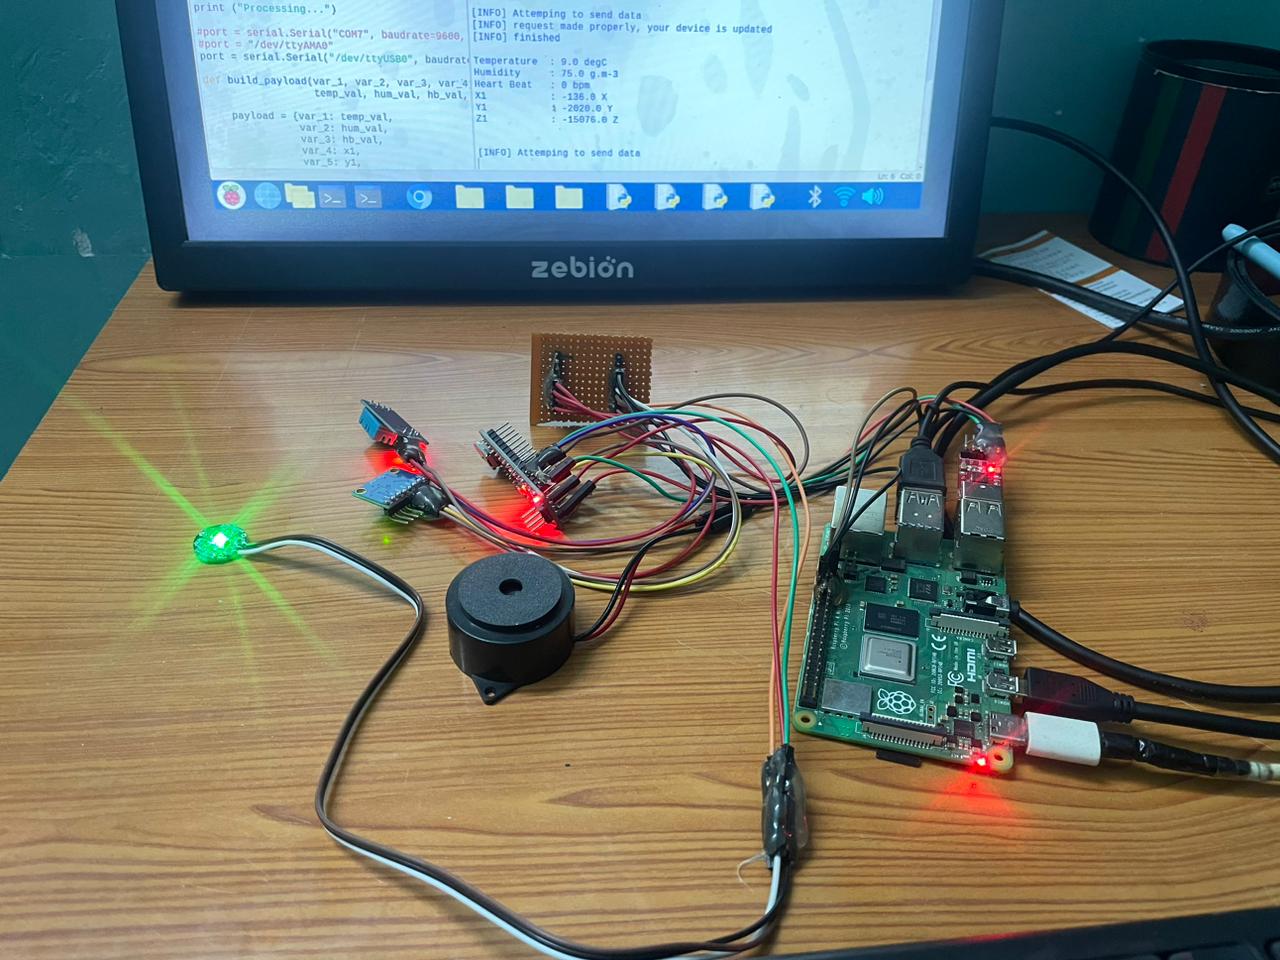 print ("Processing...")
#port = serial.Serial("COM7", baudrate=9600,
#port = "/dev/ttyAMA0"
port = serial.Serial("/dev/ttyUSB0", baudrat
def build_payload(var_1, var_2, var_3, var_4
temp_val, hum_val, hb_val,
payload = {var_1: temp_val,
var_2: hum_val,
var_3: hb_val,
var_4: x1,
var_5: y1,
[INFO] Attemping to send data
[INFO] request made properly, your device is updated
[INFO] finished
Temperature : 9.0 degC
Humidity : 75.0 g.m-3
Heart Beat : 0 bpm
X1 : -136.0 X
Y1 : -2020.0 Y
Z1 : -15076.0 Z
[INFO] Attemping to send data
zebion
HDMI